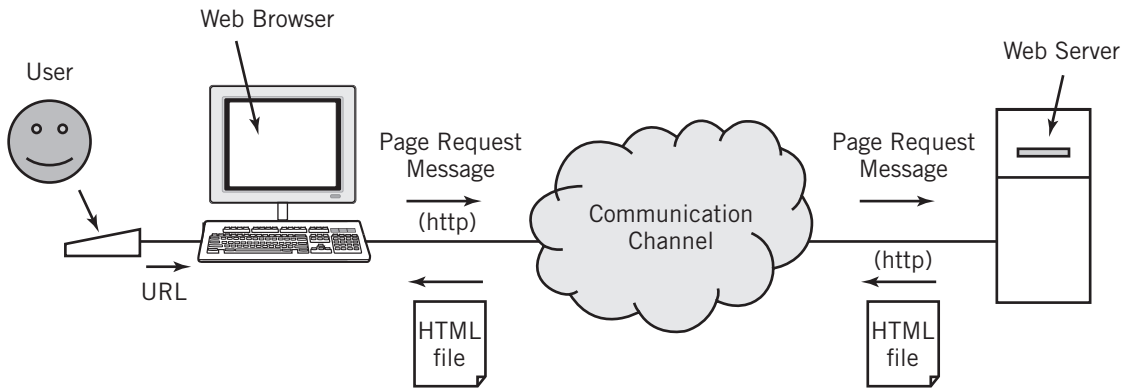 Web Browser
User
Web Server
Page Request
Message
(http)
URL
HTML
file
Communication
Channel
Page Request
Message
(http)
HTML
file